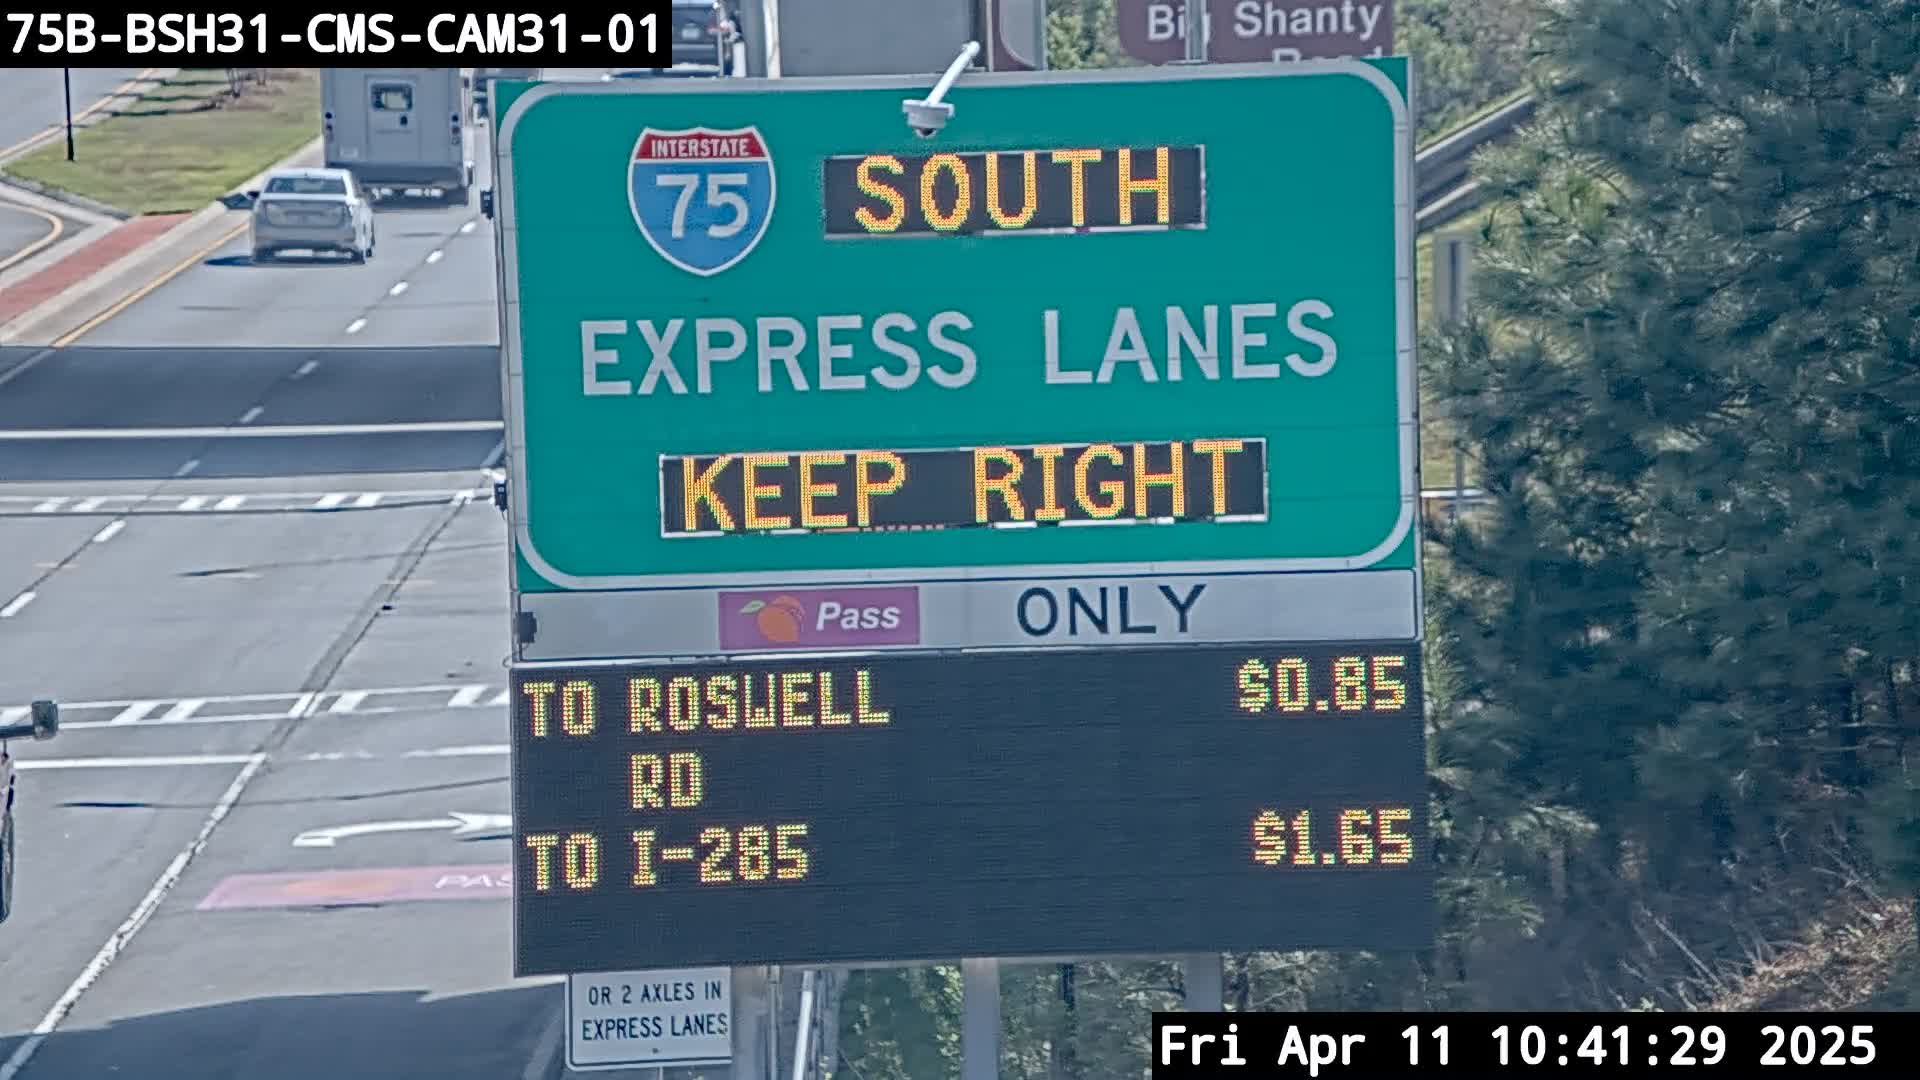 75B-BSH31-CMS-CAM31-01
Big Shanty
Road
INTERSTATE
75
SOUTH
EXPRESS LANES
KEEP RIGHT
Pass ONLY
TO ROSWELL $0.85
RD
TO I-285 $1.65
PAS
OR 2 AXLES IN
EXPRESS LANES
Fri Apr 11 10:41:29 2025